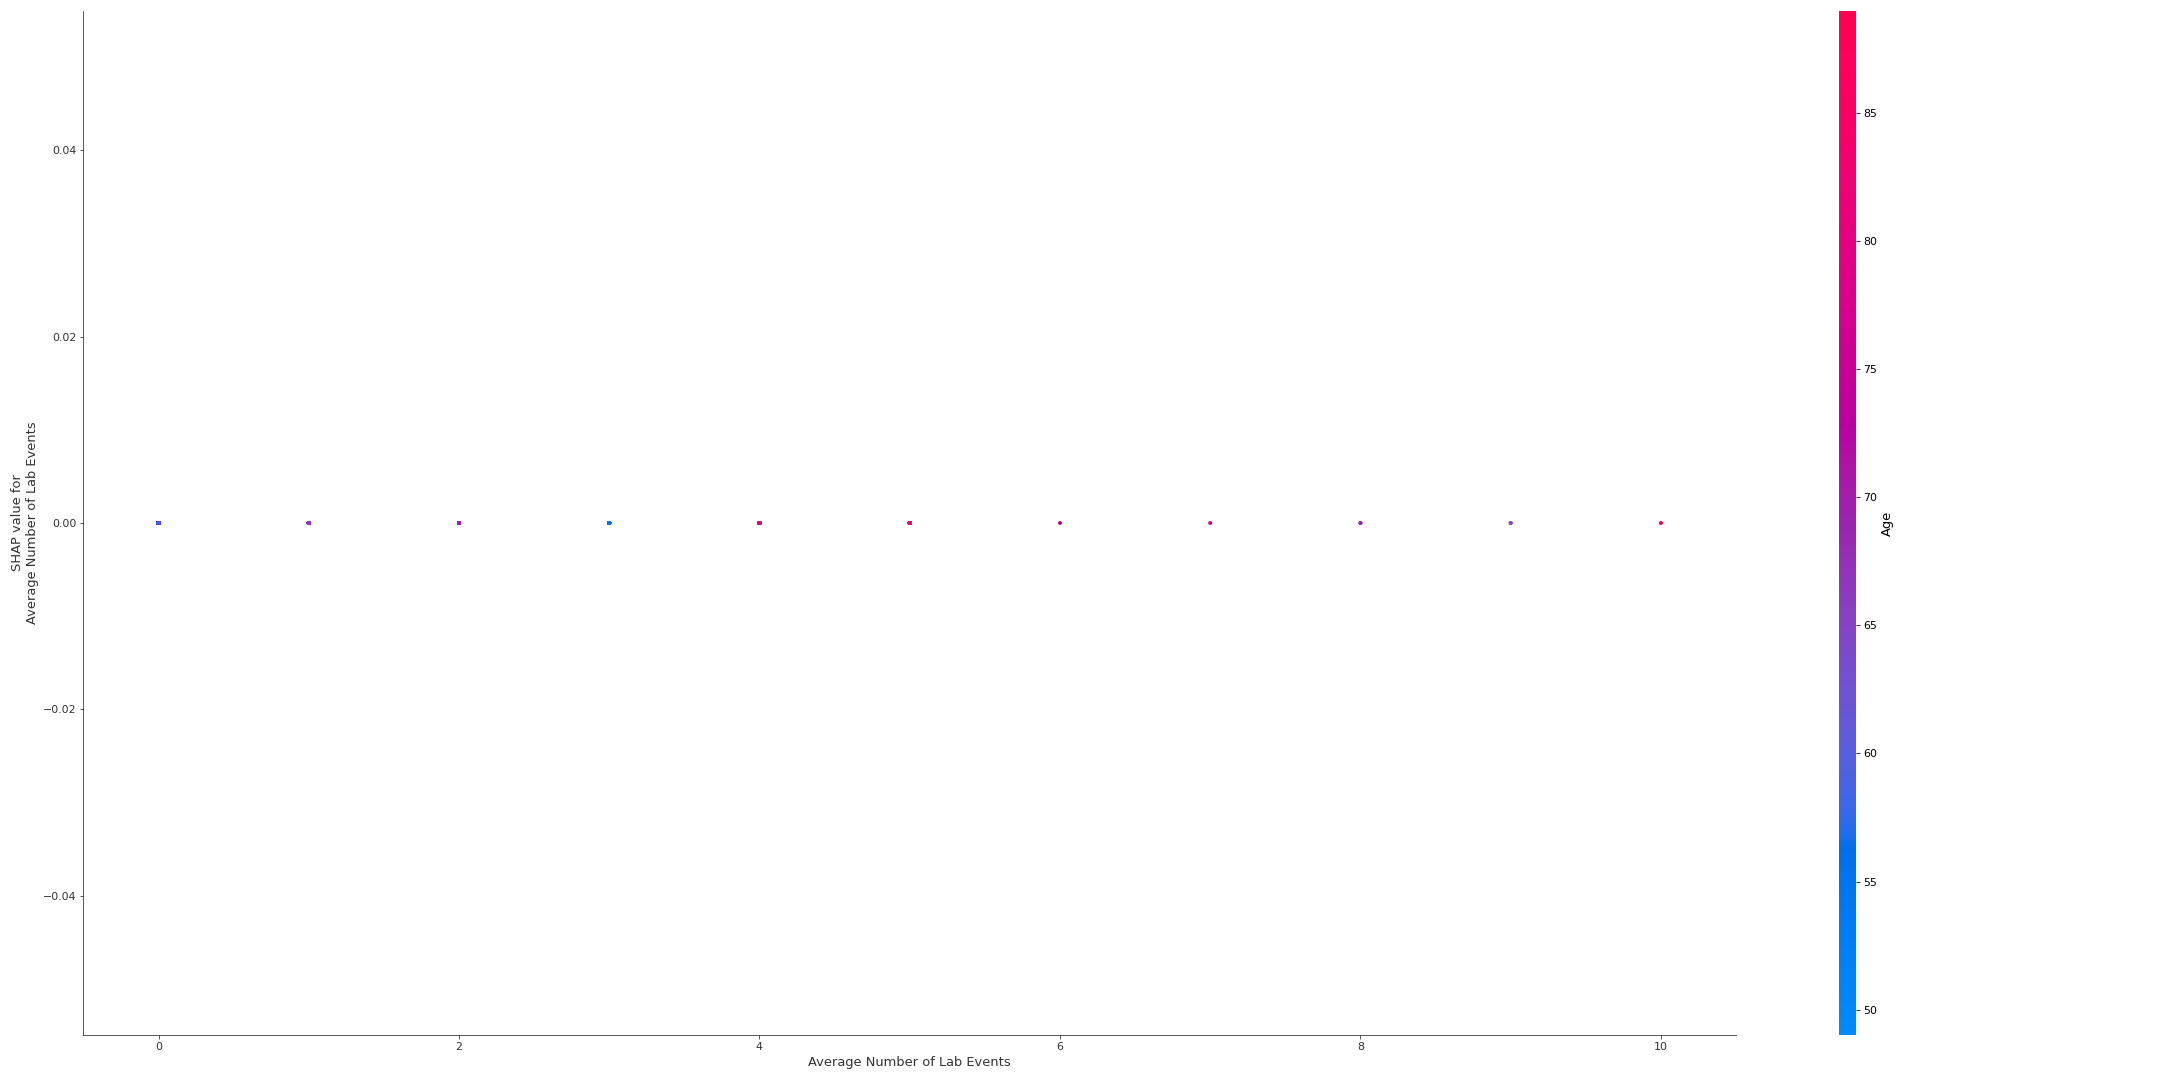 0.04
0.02
0.00
−0.02
−0.04
SHAP value for
Average Number of Lab Events
0 2 4 6 8 10
Average Number of Lab Events
85
80
75
70
65
60
55
50
Age